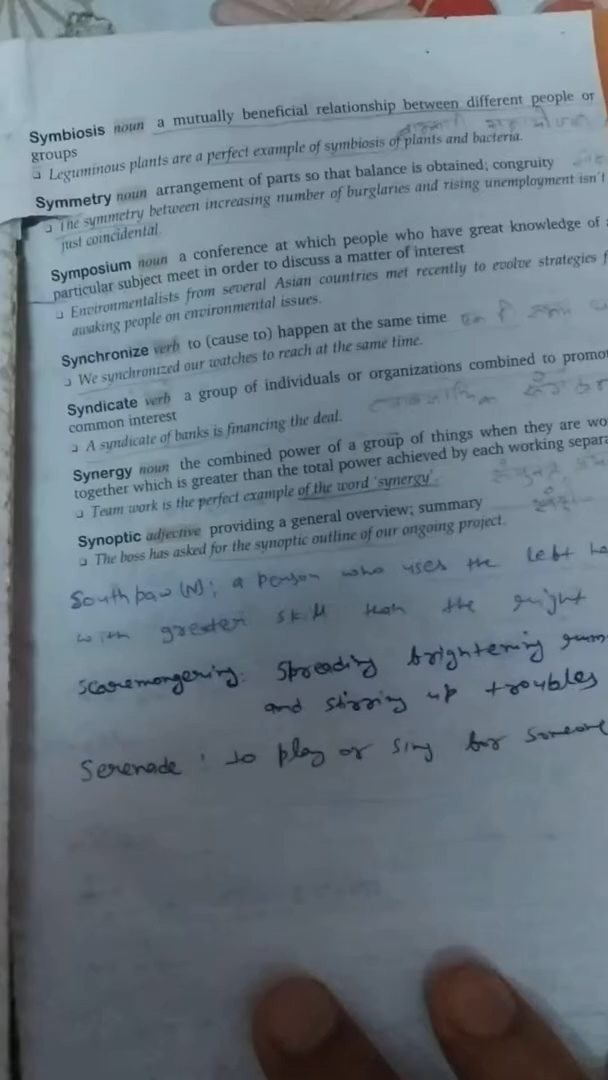 Symbiosis noun a mutually beneficial relationship between different people or
groups
❑ Leguminous plants are a perfect example of symbiosis of plants and bacteria.
Symmetry noun arrangement of parts so that balance is obtained; congruity
❑ The symmetry between increasing number of burglaries and rising unemployment isn't
just coincidental.
Symposium noun a conference at which people who have great knowledge of
particular subject meet in order to discuss a matter of interest
❑ Environmentalists from several Asian countries met recently to evolve strategies
awaking people on environmental issues.
Synchronize verb to (cause to) happen at the same time
❑ We synchronized our watches to reach at the same time.
Syndicate verb a group of individuals or organizations combined to promo
common interest
❑ A syndicate of banks is financing the deal.
Synergy noun the combined power of a group of things when they are wo
together which is greater than the total power achieved by each working separa
❑ Team work is the perfect example of the word 'synergy'.
Synoptic adjective providing a general overview; summary
❑ The boss has asked for the synoptic outline of our ongoing project.
Southpaw (N); a person who uses the left ha
with greater skill than the right
Scaremongering: Spreading brightening rum
and stirring up troubles
Serenade : to play or sing for someone